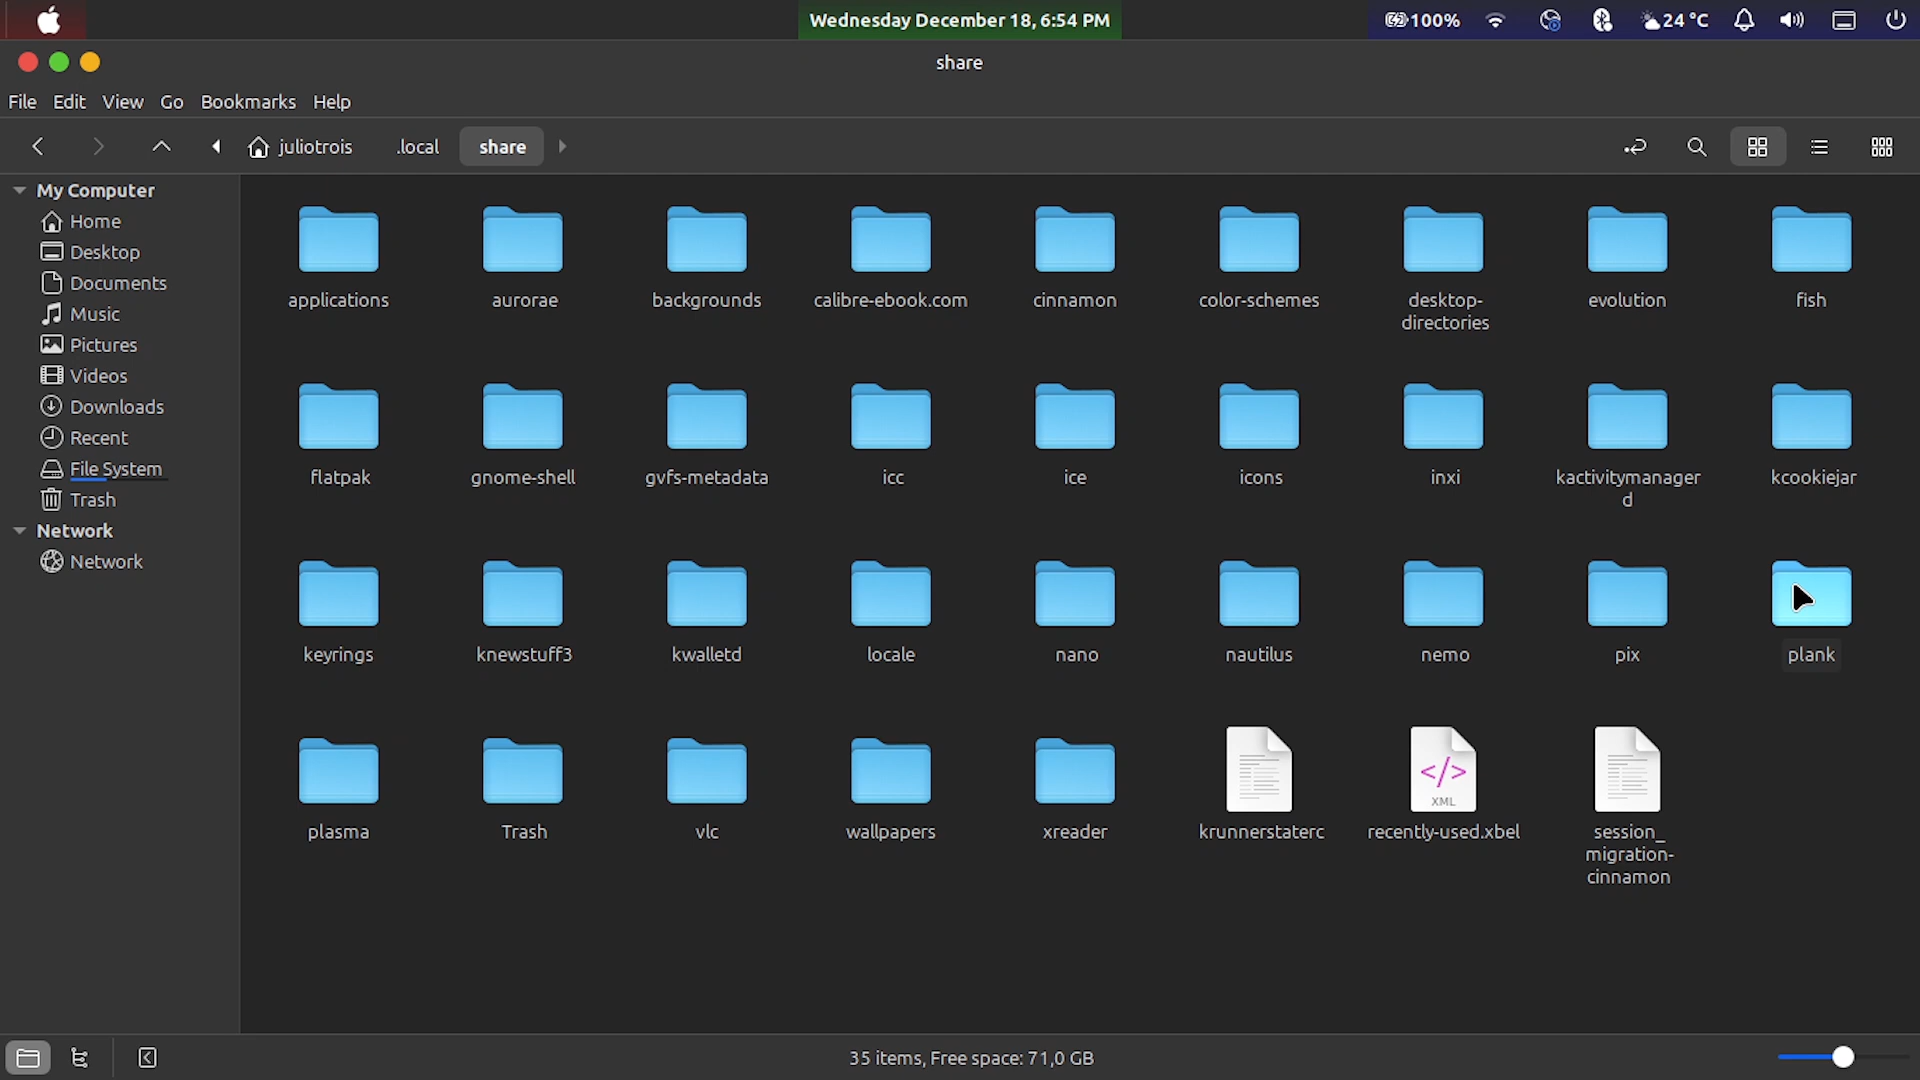 Wednesday December 18, 6:54 PM
100%
24 °C
share
File Edit View Go Bookmarks Help
juliotrois .local share
My Computer
Home
Desktop
Documents
Music
Pictures
Videos
Downloads
Recent
File System
Trash
Network
Network
applications
aurorae
backgrounds
calibre-ebook.com
cinnamon
color-schemes
desktop-
directories
evolution
fish
flatpak
gnome-shell
gvfs-metadata
icc
ice
icons
inxi
kactivitymanager
d
kcookiejar
keyrings
knewstuff3
kwalletd
locale
nano
nautilus
nemo
pix
plank
plasma
Trash
vlc
wallpapers
xreader
krunnerstaterc
</> 
XML
recently-used.xbel
session_
migration-
cinnamon
35 items, Free space: 71,0 GB